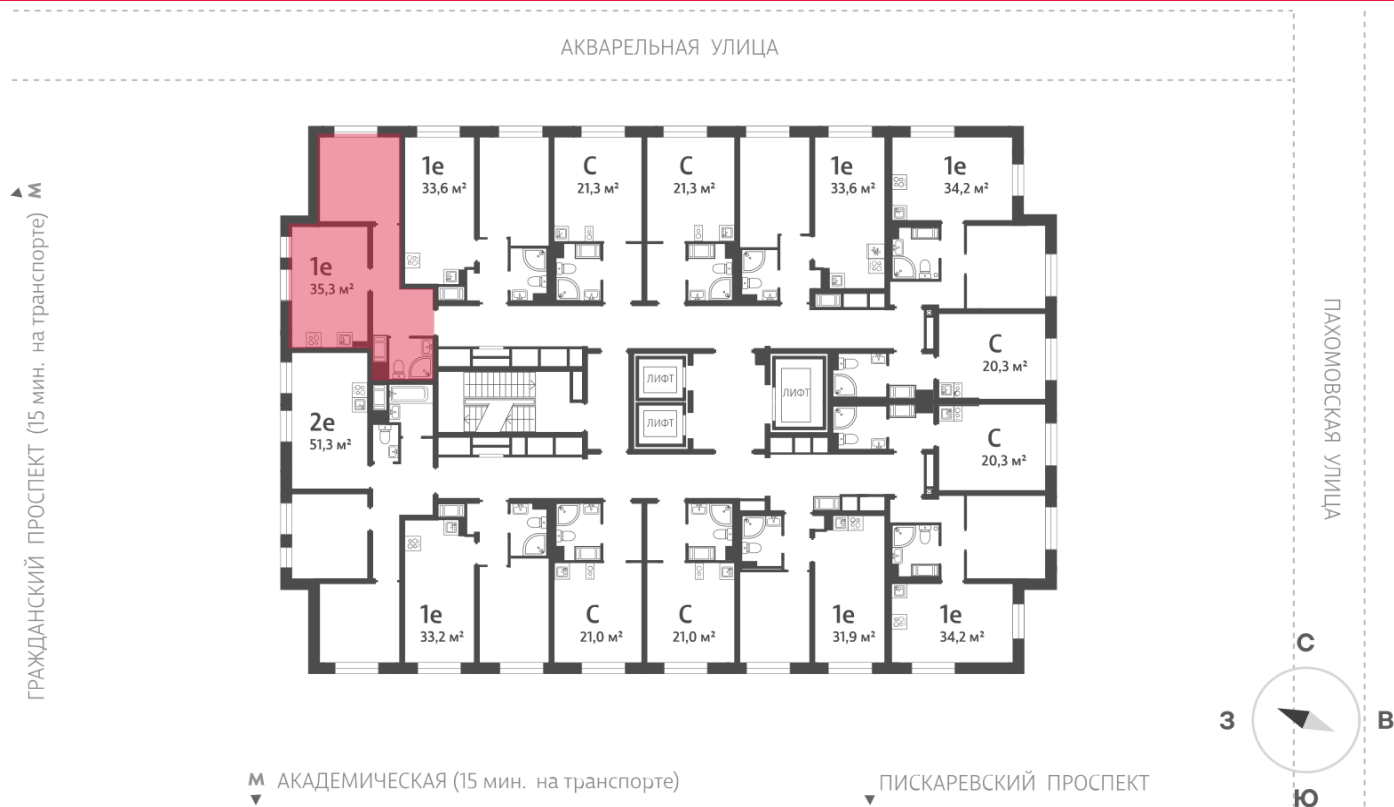 АКВАРЕЛЬНАЯ УЛИЦА
М
ГРАЖДАНСКИЙ ПРОСПЕКТ (15 мин. на транспорте)
1е
33,6 м²
С
21,3 м²
С
21,3 м²
1е
33,6 м²
1е
34,2 м²
1е
35,3 м²
ПАХОМОВСКАЯ УЛИЦА
С
20,3 м²
ЛИФТ
ЛИФТ
ЛИФТ
2е
51,3 м²
С
20,3 м²
1е
33,2 м²
С
21,0 м²
С
21,0 м²
1е
31,9 м²
1е
34,2 м²
С
З
В
Ю
М АКАДЕМИЧЕСКАЯ (15 мин. на транспорте)
ПИСКАРЕВСКИЙ ПРОСПЕКТ